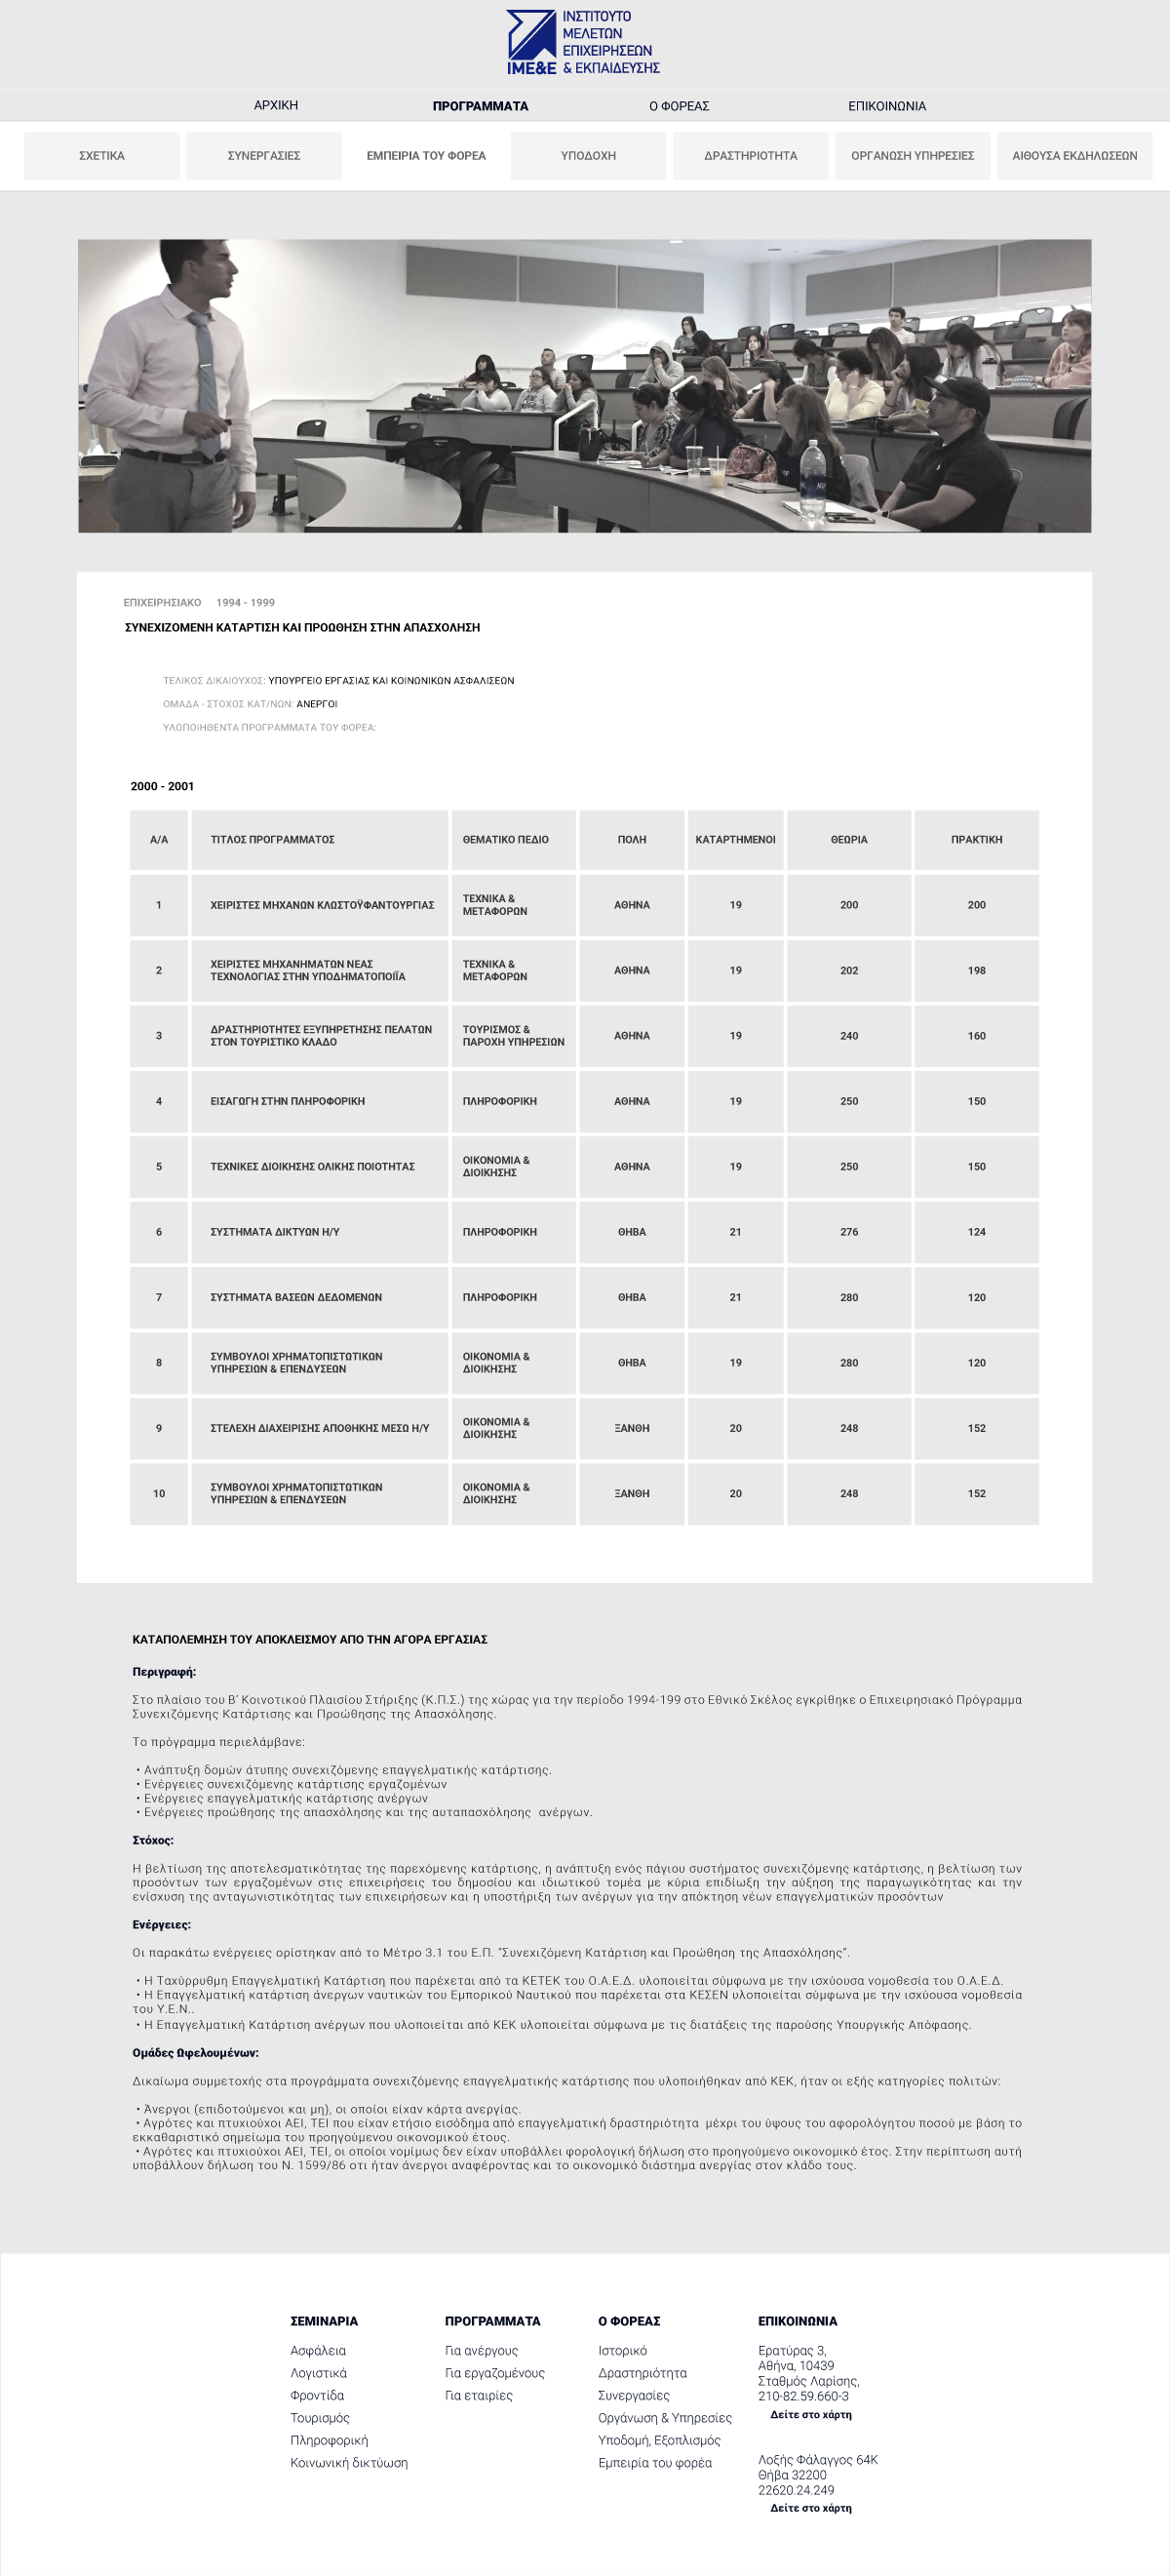 ΙΝΣΤΙΤΟΥΤΟ
ΜΕΛΕΤΩΝ
ΕΠΙΧΕΙΡΗΣΕΩΝ
ΙΜΕ&Ε & ΕΚΠΑΙΔΕΥΣΗΣ
ΑΡΧΙΚΗ ΠΡΟΓΡΑΜΜΑΤΑ Ο ΦΟΡΕΑΣ ΕΠΙΚΟΙΝΩΝΙΑ
ΣΧΕΤΙΚΑ ΣΥΝΕΡΓΑΣΙΕΣ ΕΜΠΕΙΡΙΑ ΤΟΥ ΦΟΡΕΑ ΥΠΟΔΟΧΗ ΔΡΑΣΤΗΡΙΟΤΗΤΑ ΟΡΓΑΝΩΣΗ ΥΠΗΡΕΣΙΕΣ ΑΙΘΟΥΣΑ ΕΚΔΗΛΩΣΕΩΝ
ΕΠΙΧΕΙΡΗΣΙΑΚΟ 1994 - 1999
ΣΥΝΕΧΙΖΟΜΕΝΗ ΚΑΤΑΡΤΙΣΗ ΚΑΙ ΠΡΟΩΘΗΣΗ ΣΤΗΝ ΑΠΑΣΧΟΛΗΣΗ
ΤΕΛΙΚΟΣ ΔΙΚΑΙΟΥΧΟΣ: ΥΠΟΥΡΓΕΙΟ ΕΡΓΑΣΙΑΣ ΚΑΙ ΚΟΙΝΩΝΙΚΩΝ ΑΣΦΑΛΙΣΕΩΝ
ΟΜΑΔΑ - ΣΤΟΧΟΣ ΚΑΤ/ΝΩΝ: ΑΝΕΡΓΟΙ
ΥΛΟΠΟΙΗΘΕΝΤΑ ΠΡΟΓΡΑΜΜΑΤΑ ΤΟΥ ΦΟΡΕΑ:
2000 - 2001
Α/Α ΤΙΤΛΟΣ ΠΡΟΓΡΑΜΜΑΤΟΣ ΘΕΜΑΤΙΚΟ ΠΕΔΙΟ ΠΟΛΗ ΚΑΤΑΡΤΗΜΕΝΟΙ ΘΕΩΡΙΑ ΠΡΑΚΤΙΚΗ
1 ΧΕΙΡΙΣΤΕΣ ΜΗΧΑΝΩΝ ΚΛΩΣΤΟΫΦΑΝΤΟΥΡΓΙΑΣ ΤΕΧΝΙΚΑ &
ΜΕΤΑΦΟΡΩΝ ΑΘΗΝΑ 19 200 200
2 ΧΕΙΡΙΣΤΕΣ ΜΗΧΑΝΗΜΑΤΩΝ ΝΕΑΣ
ΤΕΧΝΟΛΟΓΙΑΣ ΣΤΗΝ ΥΠΟΔΗΜΑΤΟΠΟΙΪΑ ΤΕΧΝΙΚΑ &
ΜΕΤΑΦΟΡΩΝ ΑΘΗΝΑ 19 202 198
3 ΔΡΑΣΤΗΡΙΟΤΗΤΕΣ ΕΞΥΠΗΡΕΤΗΣΗΣ ΠΕΛΑΤΩΝ
ΣΤΟΝ ΤΟΥΡΙΣΤΙΚΟ ΚΛΑΔΟ ΤΟΥΡΙΣΜΟΣ &
ΠΑΡΟΧΗ ΥΠΗΡΕΣΙΩΝ ΑΘΗΝΑ 19 240 160
4 ΕΙΣΑΓΩΓΗ ΣΤΗΝ ΠΛΗΡΟΦΟΡΙΚΗ ΠΛΗΡΟΦΟΡΙΚΗ ΑΘΗΝΑ 19 250 150
5 ΤΕΧΝΙΚΕΣ ΔΙΟΙΚΗΣΗΣ ΟΛΙΚΗΣ ΠΟΙΟΤΗΤΑΣ ΟΙΚΟΝΟΜΙΑ &
ΔΙΟΙΚΗΣΗΣ ΑΘΗΝΑ 19 250 150
6 ΣΥΣΤΗΜΑΤΑ ΔΙΚΤΥΩΝ Η/Υ ΠΛΗΡΟΦΟΡΙΚΗ ΘΗΒΑ 21 276 124
7 ΣΥΣΤΗΜΑΤΑ ΒΑΣΕΩΝ ΔΕΔΟΜΕΝΩΝ ΠΛΗΡΟΦΟΡΙΚΗ ΘΗΒΑ 21 280 120
8 ΣΥΜΒΟΥΛΟΙ ΧΡΗΜΑΤΟΠΙΣΤΩΤΙΚΩΝ
ΥΠΗΡΕΣΙΩΝ & ΕΠΕΝΔΥΣΕΩΝ ΟΙΚΟΝΟΜΙΑ &
ΔΙΟΙΚΗΣΗΣ ΘΗΒΑ 19 280 120
9 ΣΤΕΛΕΧΗ ΔΙΑΧΕΙΡΙΣΗΣ ΑΠΟΘΗΚΗΣ ΜΕΣΩ Η/Υ ΟΙΚΟΝΟΜΙΑ &
ΔΙΟΙΚΗΣΗΣ ΞΑΝΘΗ 20 248 152
10 ΣΥΜΒΟΥΛΟΙ ΧΡΗΜΑΤΟΠΙΣΤΩΤΙΚΩΝ
ΥΠΗΡΕΣΙΩΝ & ΕΠΕΝΔΥΣΕΩΝ ΟΙΚΟΝΟΜΙΑ &
ΔΙΟΙΚΗΣΗΣ ΞΑΝΘΗ 20 248 152
ΚΑΤΑΠΟΛΕΜΗΣΗ ΤΟΥ ΑΠΟΚΛΕΙΣΜΟΥ ΑΠΟ ΤΗΝ ΑΓΟΡΑ ΕΡΓΑΣΙΑΣ
Περιγραφή:
Στο πλαίσιο του Β’ Κοινοτικού Πλαισίου Στήριξης (Κ.Π.Σ.) της χώρας για την περίοδο 1994-199 στο Εθνικό Σκέλος εγκρίθηκε ο Επιχειρησιακό Πρόγραμμα
Συνεχιζόμενης Κατάρτισης και Προώθησης της Απασχόλησης.
Το πρόγραμμα περιελάμβανε:
• Ανάπτυξη δομών άτυπης συνεχιζόμενης επαγγελματικής κατάρτισης.
• Ενέργειες συνεχιζόμενης κατάρτισης εργαζομένων
• Ενέργειες επαγγελματικής κατάρτισης ανέργων
• Ενέργειες προώθησης της απασχόλησης και της αυταπασχόλησης ανέργων.
Στόχος:
Η βελτίωση της αποτελεσματικότητας της παρεχόμενης κατάρτισης, η ανάπτυξη ενός πάγιου συστήματος συνεχιζόμενης κατάρτισης, η βελτίωση των
προσόντων των εργαζομένων στις επιχειρήσεις του δημοσίου και ιδιωτικού τομέα με κύρια επιδίωξη την αύξηση της παραγωγικότητας και την
ενίσχυση της ανταγωνιστικότητας των επιχειρήσεων και η υποστήριξη των ανέργων για την απόκτηση νέων επαγγελματικών προσόντων
Ενέργειες:
Οι παρακάτω ενέργειες ορίστηκαν από το Μέτρο 3.1 του Ε.Π. “Συνεχιζόμενη Κατάρτιση και Προώθηση της Απασχόλησης”.
• Η Ταχύρρυθμη Επαγγελματική Κατάρτιση που παρέχεται από τα ΚΕΤΕΚ του Ο.Α.Ε.Δ. υλοποιείται σύμφωνα με την ισχύουσα νομοθεσία του Ο.Α.Ε.Δ.
• Η Επαγγελματική κατάρτιση άνεργων ναυτικών του Εμπορικού Ναυτικού που παρέχεται στα ΚΕΣΕΝ υλοποιείται σύμφωνα με την ισχύουσα νομοθεσία
του Υ.Ε.Ν..
• Η Επαγγελματική Κατάρτιση ανέργων που υλοποιείται από ΚΕΚ υλοποιείται σύμφωνα με τις διατάξεις της παρούσης Υπουργικής Απόφασης.
Ομάδες Ωφελουμένων:
Δικαίωμα συμμετοχής στα προγράμματα συνεχιζόμενης επαγγελματικής κατάρτισης που υλοποιήθηκαν από ΚΕΚ, ήταν οι εξής κατηγορίες πολιτών:
• Άνεργοι (επιδοτούμενοι και μη), οι οποίοι είχαν κάρτα ανεργίας.
• Αγρότες και πτυχιούχοι ΑΕΙ, ΤΕΙ που είχαν ετήσιο εισόδημα από επαγγελματική δραστηριότητα μέχρι του ύψους του αφορολόγητου ποσού με βάση το
εκκαθαριστικό σημείωμα του προηγούμενου οικονομικού έτους.
• Αγρότες και πτυχιούχοι ΑΕΙ, ΤΕΙ, οι οποίοι νομίμως δεν είχαν υποβάλλει φορολογική δήλωση στο προηγούμενο οικονομικό έτος. Στην περίπτωση αυτή
υποβάλλουν δήλωση του Ν. 1599/86 οτι ήταν άνεργοι αναφέροντας και το οικονομικό διάστημα ανεργίας στον κλάδο τους.
ΣΕΜΙΝΑΡΙΑ
Ασφάλεια
Λογιστικά
Φροντίδα
Τουρισμός
Πληροφορική
Κοινωνική δικτύωση
ΠΡΟΓΡΑΜΜΑΤΑ
Για ανέργους
Για εργαζομένους
Για εταιρίες
Ο ΦΟΡΕΑΣ
Ιστορικό
Δραστηριότητα
Συνεργασίες
Οργάνωση & Υπηρεσίες
Υποδομή, Εξοπλισμός
Εμπειρία του φορέα
ΕΠΙΚΟΙΝΩΝΙΑ
Ερατύρας 3,
Αθήνα, 10439
Σταθμός Λαρίσης,
210-82.59.660-3
Δείτε στο χάρτη
Λοξής Φάλαγγος 64Κ
Θήβα 32200
22620.24.249
Δείτε στο χάρτη